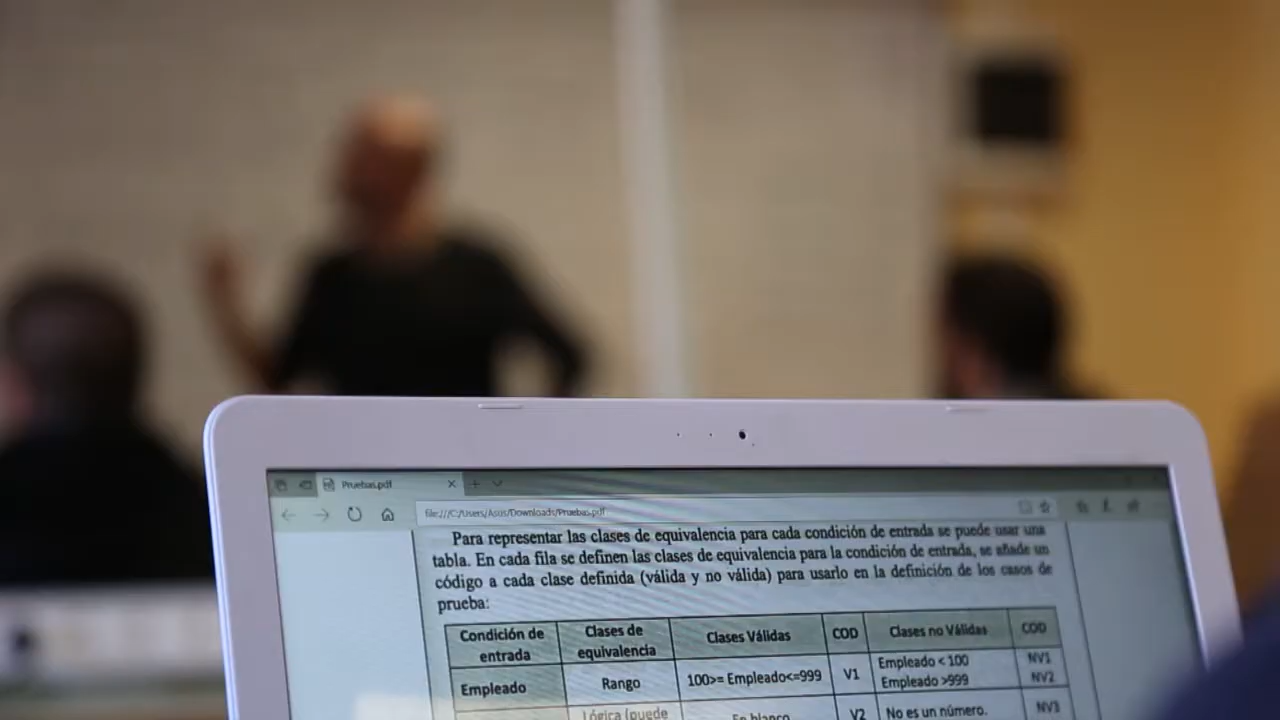 Pruebas.pdf
file:///C:/Users/Asus/Downloads/Pruebas.pdf
Para representar las clases de equivalencia para cada condición de entrada se puede usar una
tabla. En cada fila se definen las clases de equivalencia para la condición de entrada, se añade un
código a cada clase definida (válida y no válida) para usarlo en la definición de los casos de
prueba:
Condición de entrada Clases de equivalencia Clases Válidas COD Clases no Válidas COD
Empleado Rango 100>= Empleado<=999 V1 Empleado < 100 NV1
Empleado >999 NV2
Lógica (puede En blanco V2 No es un número. NV3